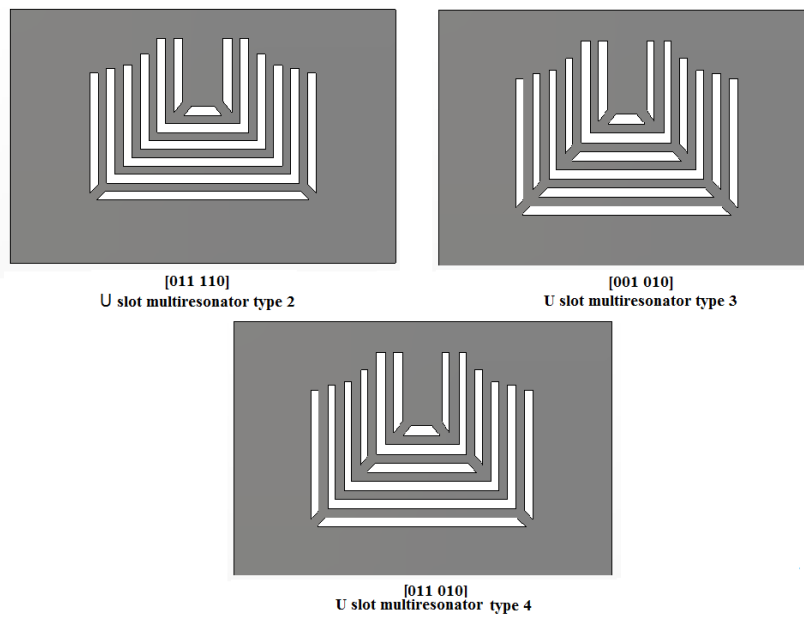 [011 110]
U slot multiresonator type 2
[001 010]
U slot multiresonator type 3
[011 010]
U slot multiresonator type 4